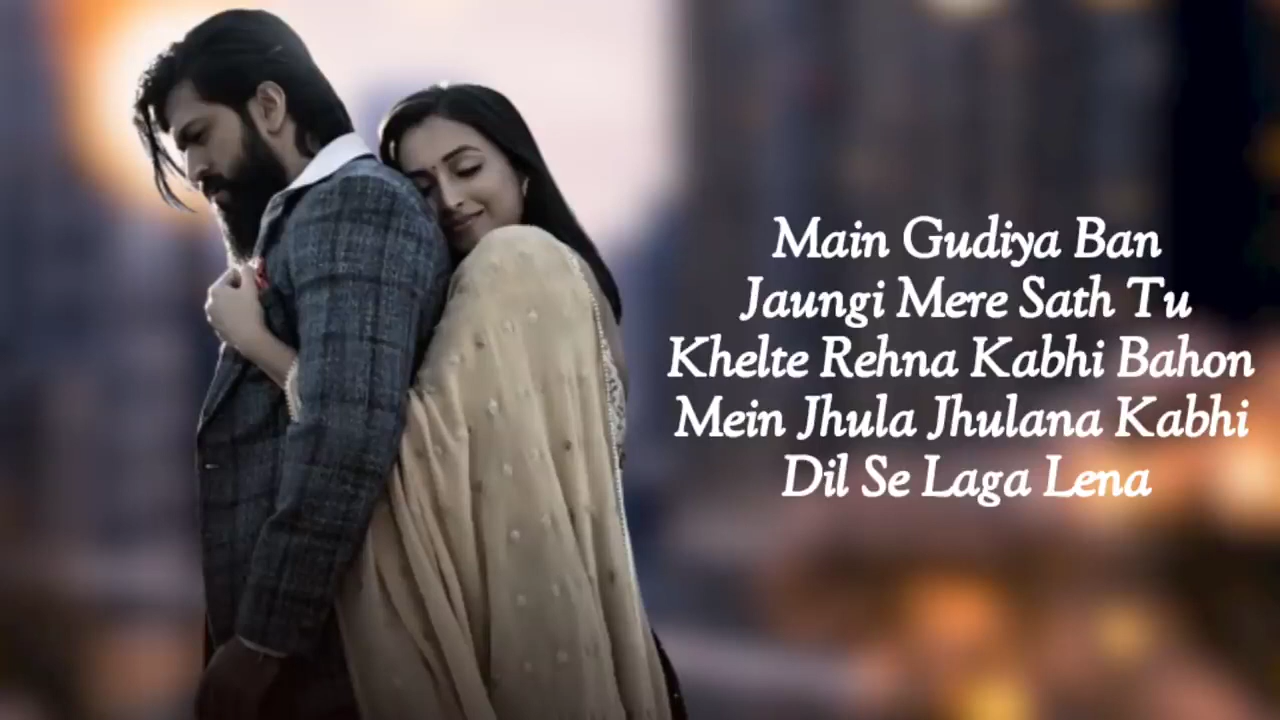 Main Gudiya Ban
Jaungi Mere Sath Tu
Khelte Rehna Kabhi Bahon
Mein Jhula Jhulana Kabhi
Dil Se Laga Lena